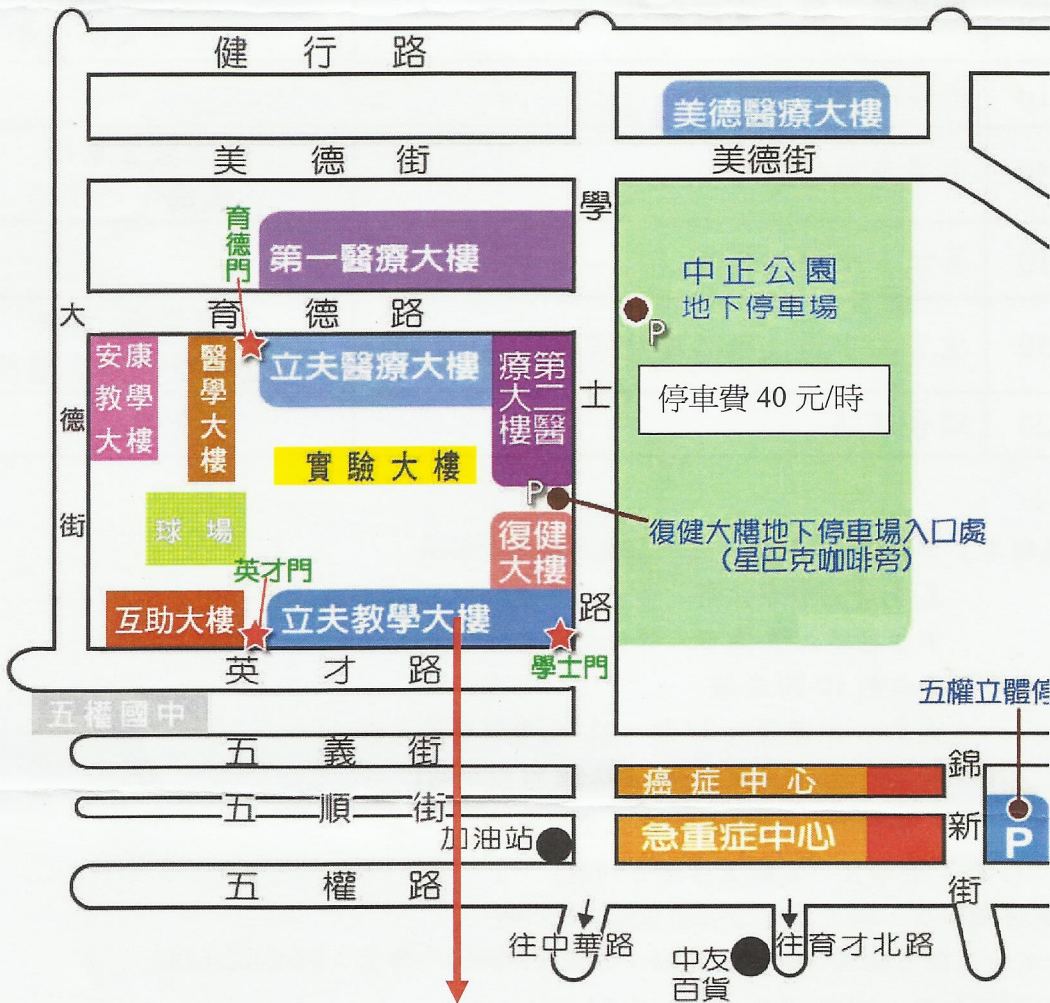 健行路
美德醫療大樓
美德街
美德街
學士路
育德門
第一醫療大樓
中正公園
地下停車場
P
大德街
育德路
安康
教學
大樓
醫學大樓
立夫醫療大樓
第二醫
療大樓
停車費 40 元/時
實驗大樓
P
球場
復健
大樓
復健大樓地下停車場入口處
(星巴克咖啡旁)
英才門
互助大樓
立夫教學大樓
學士門
英才路
五權國中
五權立體停
五義街
癌症中心
錦新街
五順街
加油站
急重症中心
P
五權路
往中華路
中友
百貨
往育才北路